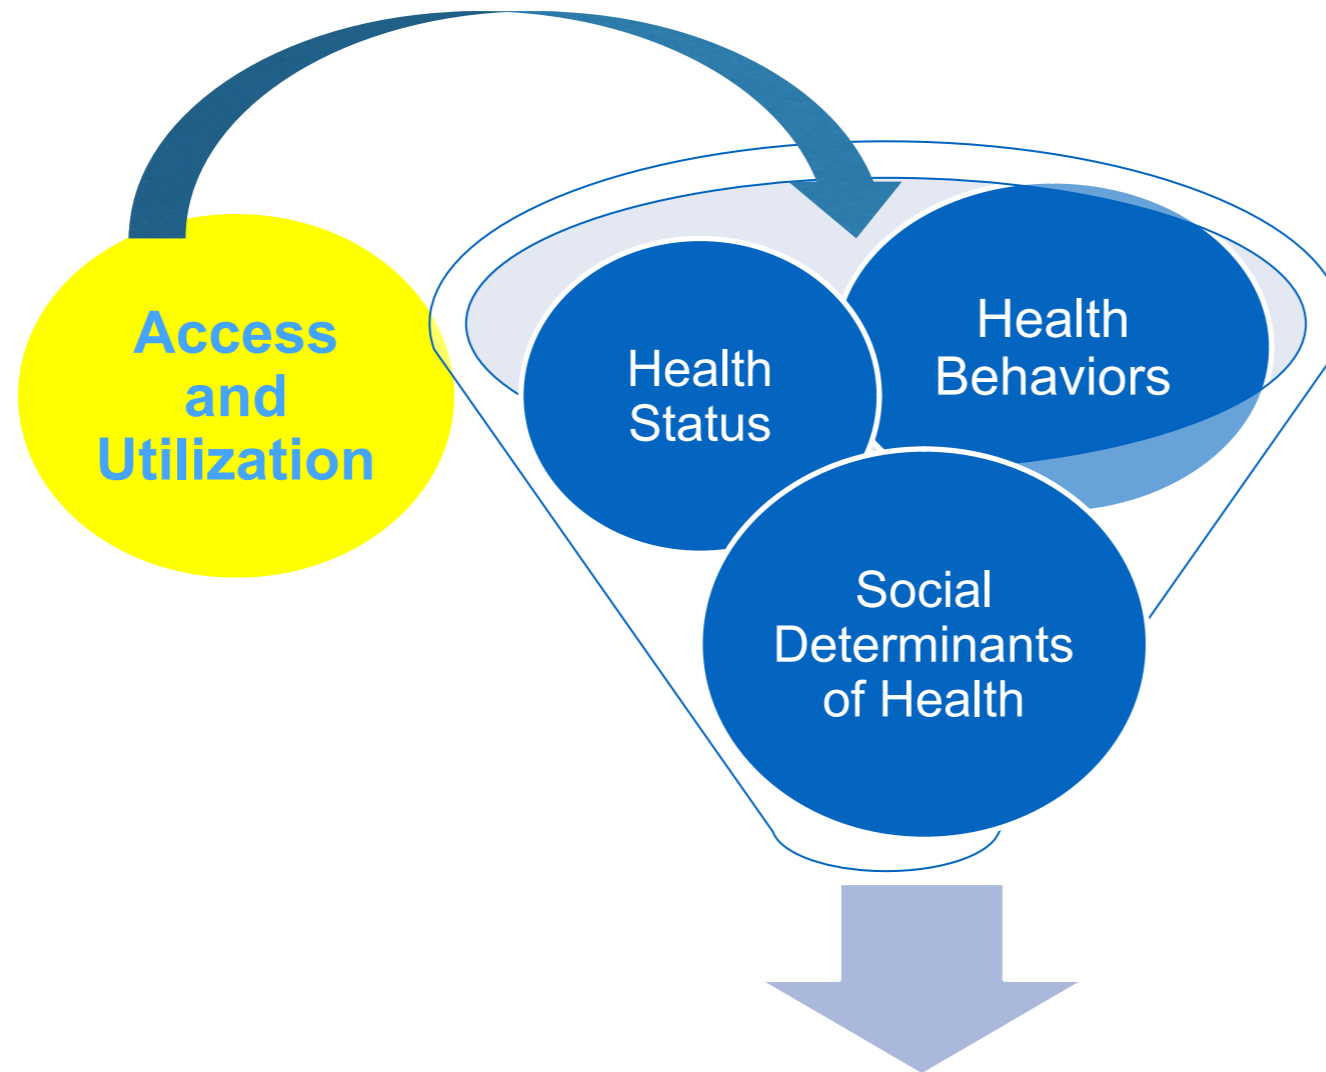 Access
and
Utilization
Health
Status
Health
Behaviors
Social
Determinants
of Health